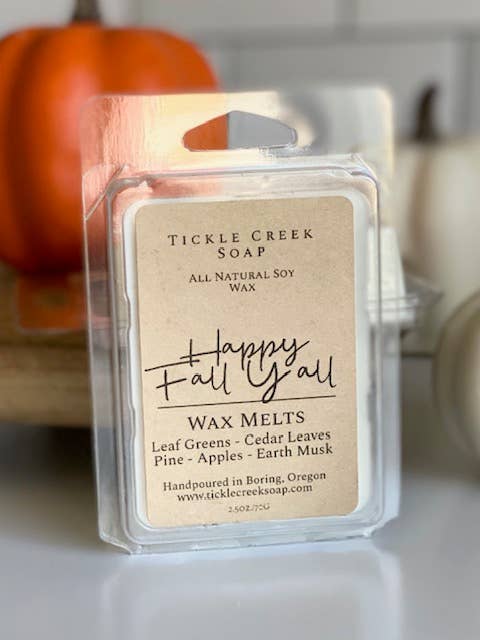 Tickle Creek
Soap
All Natural Soy
Wax
Happy
Fall Y'all
Wax Melts
Leaf Greens - Cedar Leaves
Pine - Apples - Earth Musk
Handpoured in Boring, Oregon
www.ticklecreeksoap.com
2.5oz/72g